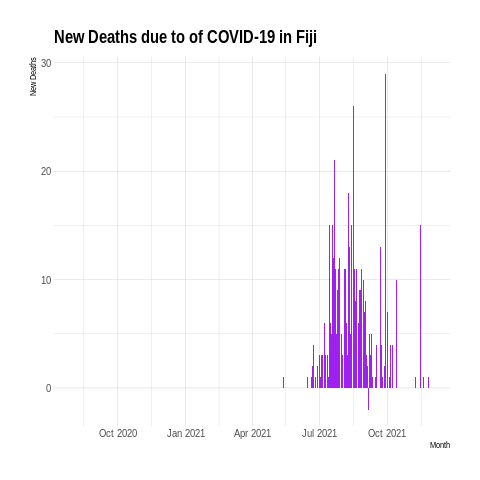 New Deaths due to of COVID-19 in Fiji
New Deaths
30
20
10
0
Oct 2020 Jan 2021 Apr 2021 Jul 2021 Oct 2021
Month